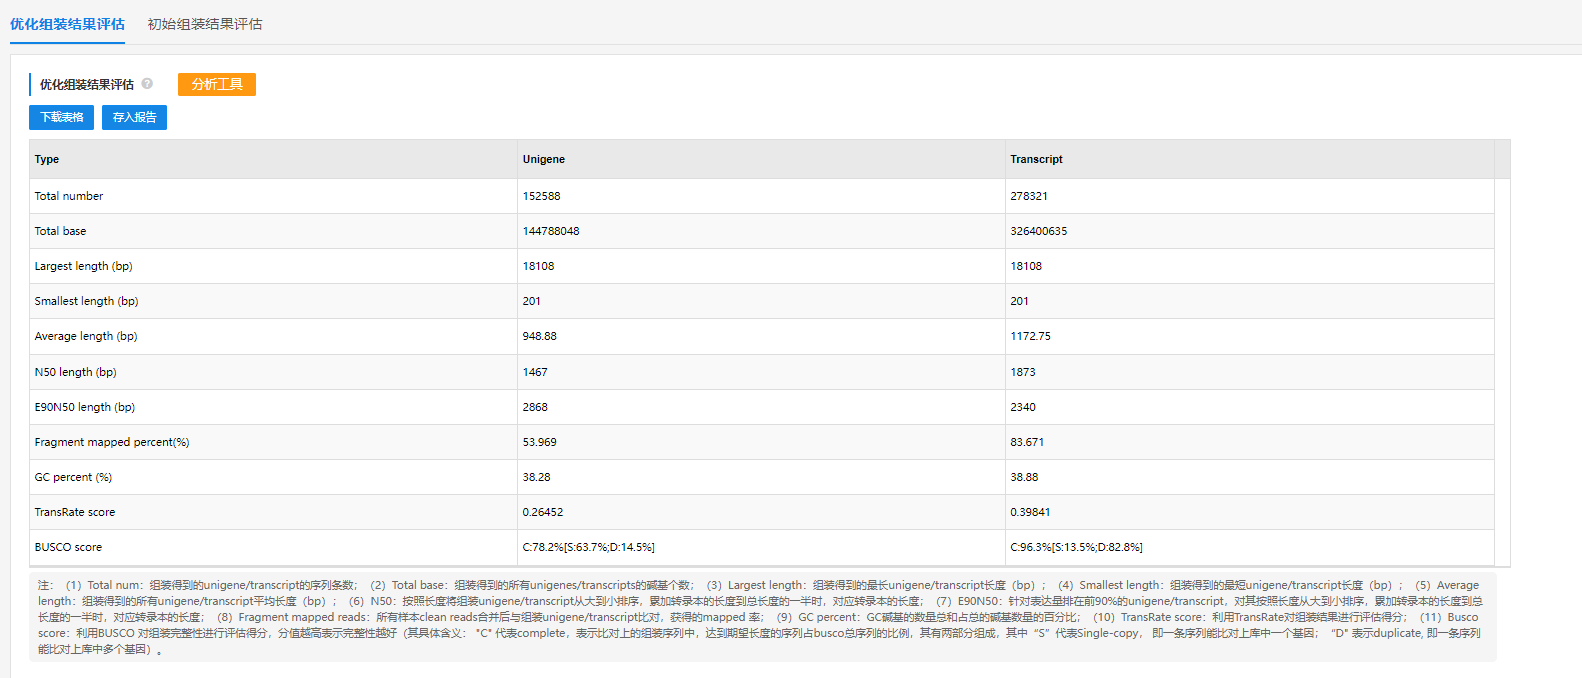 优化组装结果评估 初始组装结果评估
优化组装结果评估 ? 分析工具
下载表格 存入报告
Type Unigene Transcript
Total number 152588 278321
Total base 144788048 326400635
Largest length (bp) 18108 18108
Smallest length (bp) 201 201
Average length (bp) 948.88 1172.75
N50 length (bp) 1467 1873
E90N50 length (bp) 2868 2340
Fragment mapped percent(%) 53.969 83.671
GC percent (%) 38.28 38.88
TransRate score 0.26452 0.39841
BUSCO score C:78.2%[S:63.7%;D:14.5%] C:96.3%[S:13.5%;D:82.8%]
注：（1）Total num：组装得到的unigene/transcript的序列条数；（2）Total base：组装得到的所有unigenes/transcripts的碱基个数；（3）Largest length：组装得到的最长unigene/transcript长度（bp）；（4）Smallest length：组装得到的最短unigene/transcript长度（bp）；（5）Average
length：组装得到的所有unigene/transcript平均长度（bp）；（6）N50：按照长度将组装unigene/transcript从大到小排序，累加转录本的长度到总长度的一半时，对应转录本的长度；（7）E90N50：针对表达量排在前90%的unigene/transcript，对其按照长度从大到小排序，累加转录本的长度到总
长度的一半时，对应转录本的长度；（8）Fragment mapped reads：所有样本clean reads合并后与组装unigene/transcript比对，获得的mapped 率；（9）GC percent：GC碱基的数量总和占总的碱基数量的百分比；（10）TransRate score：利用TransRate对组装结果进行评估得分；（11）Busco
score：利用BUSCO 对组装完整性进行评估得分，分值越高表示完整性越好（其具体含义： "C" 代表complete，表示比对上的组装序列中，达到期望长度的序列占busco总序列的比例，其有两部分组成，其中“S”代表Single-copy， 即一条序列能比对上库中一个基因； “D” 表示duplicate, 即一条序列
能比对上库中多个基因）。